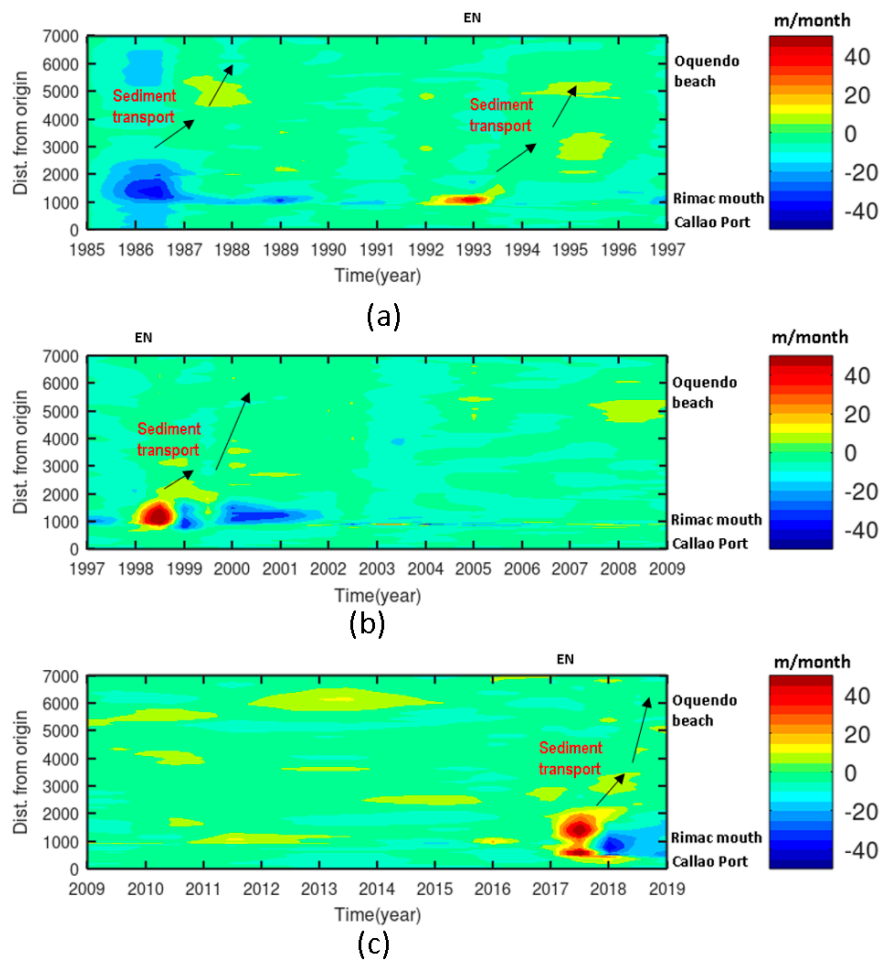 EN
m/month
7000
6000
5000
4000
3000
2000
1000
0
Dist. from origin
Sediment
transport
Sediment
transport
Oquendo
beach
Rimac mouth
Callao Port
40
20
0
-20
-40
1985 1986 1987 1988 1989 1990 1991 1992 1993 1994 1995 1996 1997
Time(year)
(a)
EN
m/month
7000
6000
5000
4000
3000
2000
1000
0
Dist. from origin
Sediment
transport
Oquendo
beach
Rimac mouth
Callao Port
40
20
0
-20
-40
1997 1998 1999 2000 2001 2002 2003 2004 2005 2006 2007 2008 2009
Time(year)
(b)
EN
m/month
7000
6000
5000
4000
3000
2000
1000
0
Dist. from origin
Sediment
transport
Oquendo
beach
Rimac mouth
Callao Port
40
20
0
-20
-40
2009 2010 2011 2012 2013 2014 2015 2016 2017 2018 2019
Time(year)
(c)